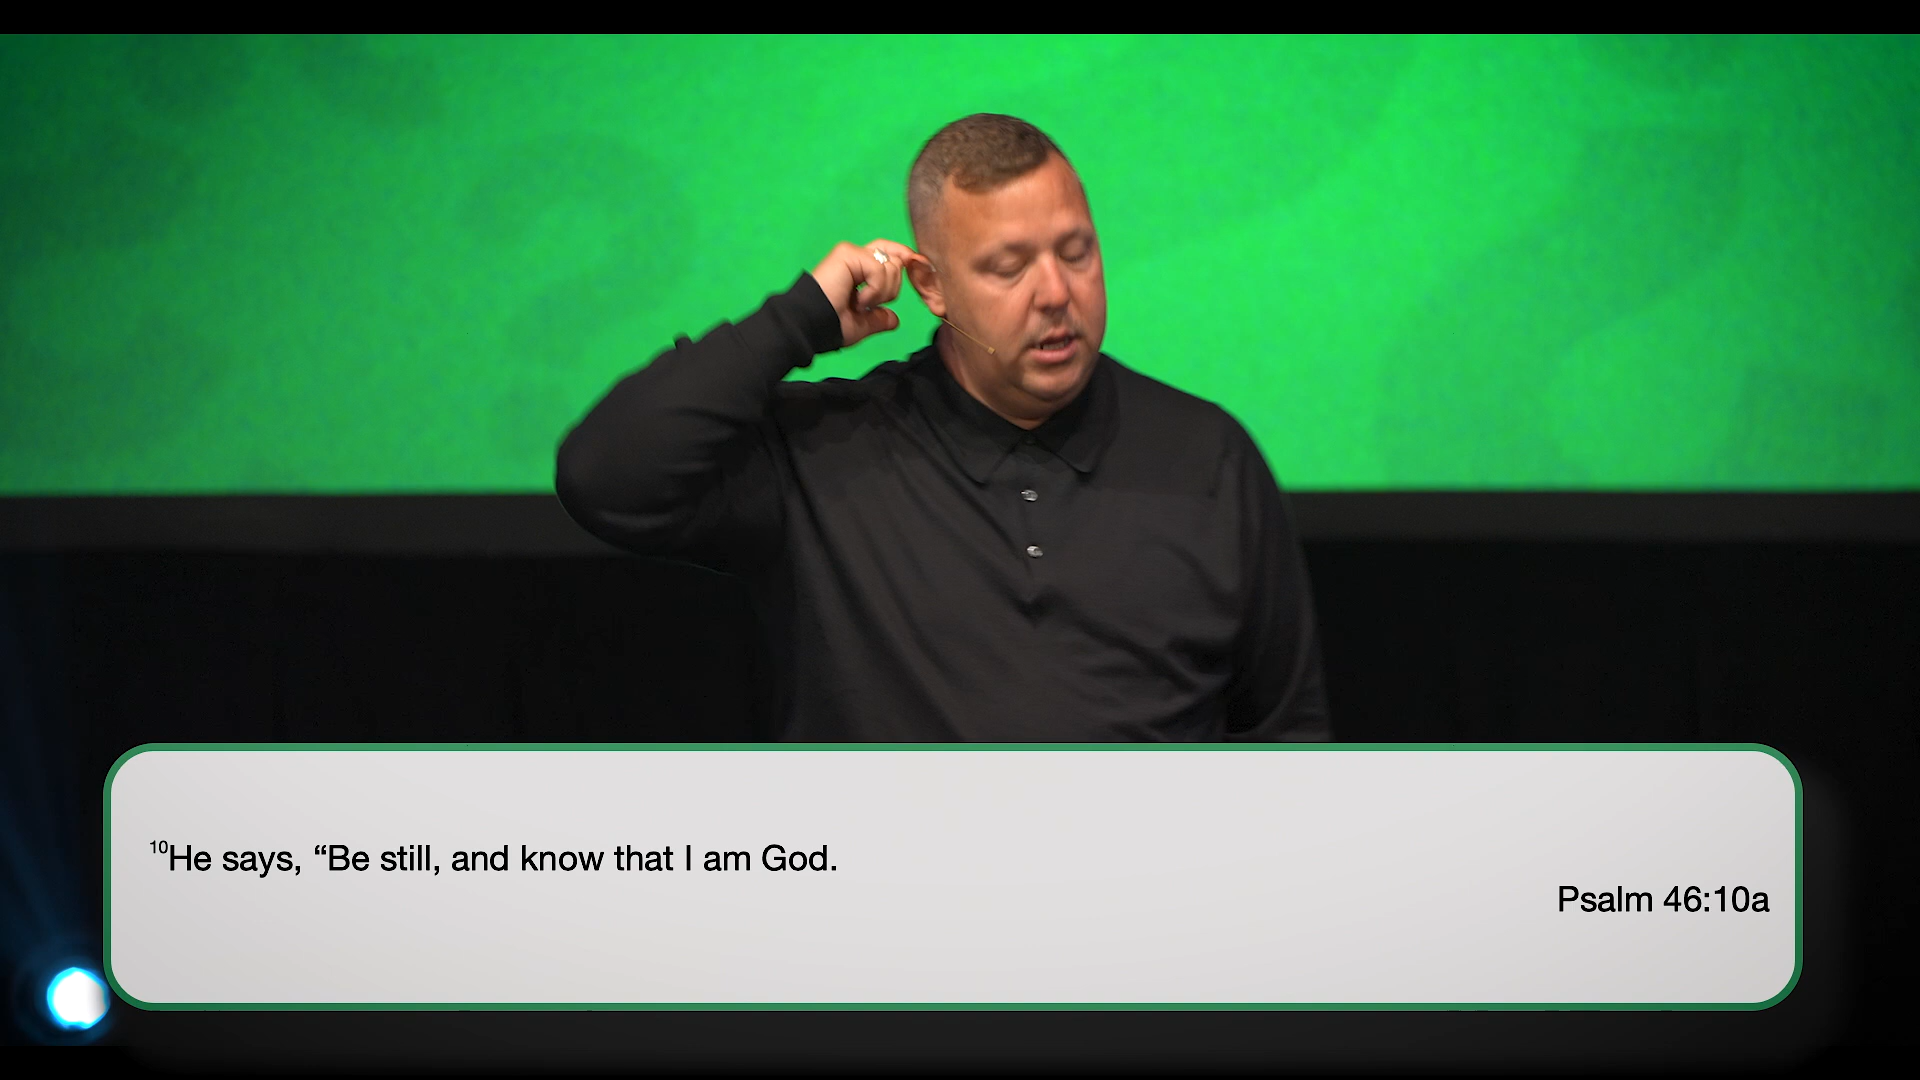 ¹⁰He says, “Be still, and know that I am God.
Psalm 46:10a